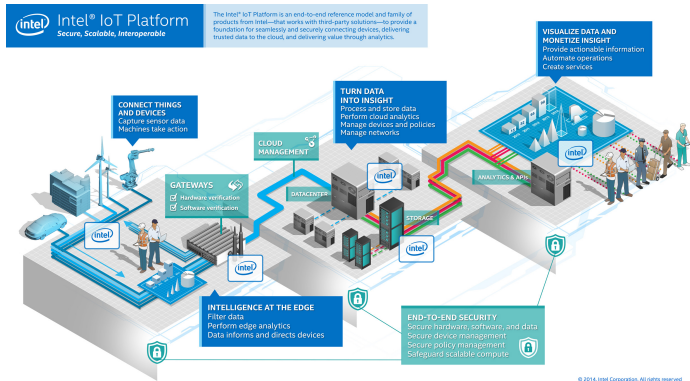 intel
Intel® IoT Platform
Secure, Scalable, Interoperable
The Intel® IoT Platform is an end-to-end reference model and family of
products from Intel—that works with third-party solutions—to provide a
foundation for seamlessly and securely connecting devices, delivering
trusted data to the cloud, and delivering value through analytics.
VISUALIZE DATA AND
MONETIZE INSIGHT
Provide actionable information
Automate operations
Create services
TURN DATA
INTO INSIGHT
Process and store data
Perform cloud analytics
Manage devices and policies
Manage networks
CONNECT THINGS
AND DEVICES
Capture sensor data
Machines take action
CLOUD
MANAGEMENT
GATEWAYS
Hardware verification
Software verification
DATACENTER
intel
ANALYTICS & APIs
intel
STORAGE
intel
intel
intel
INTELLIGENCE AT THE EDGE
Filter data
Perform edge analytics
Data informs and directs devices
END-TO-END SECURITY
Secure hardware, software, and data
Secure device management
Secure policy management
Safeguard scalable compute
© 2014, Intel Corporation. All rights reserved